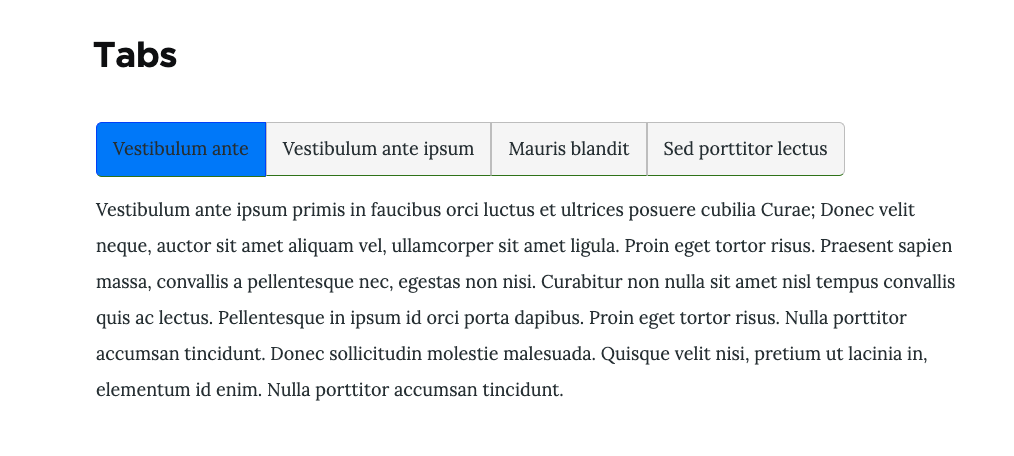 Tabs
Vestibulum ante
Vestibulum ante ipsum
Mauris blandit
Sed porttitor lectus
Vestibulum ante ipsum primis in faucibus orci luctus et ultrices posuere cubilia Curae; Donec velit
neque, auctor sit amet aliquam vel, ullamcorper sit amet ligula. Proin eget tortor risus. Praesent sapien
massa, convallis a pellentesque nec, egestas non nisi. Curabitur non nulla sit amet nisl tempus convallis
quis ac lectus. Pellentesque in ipsum id orci porta dapibus. Proin eget tortor risus. Nulla porttitor
accumsan tincidunt. Donec sollicitudin molestie malesuada. Quisque velit nisi, pretium ut lacinia in,
elementum id enim. Nulla porttitor accumsan tincidunt.